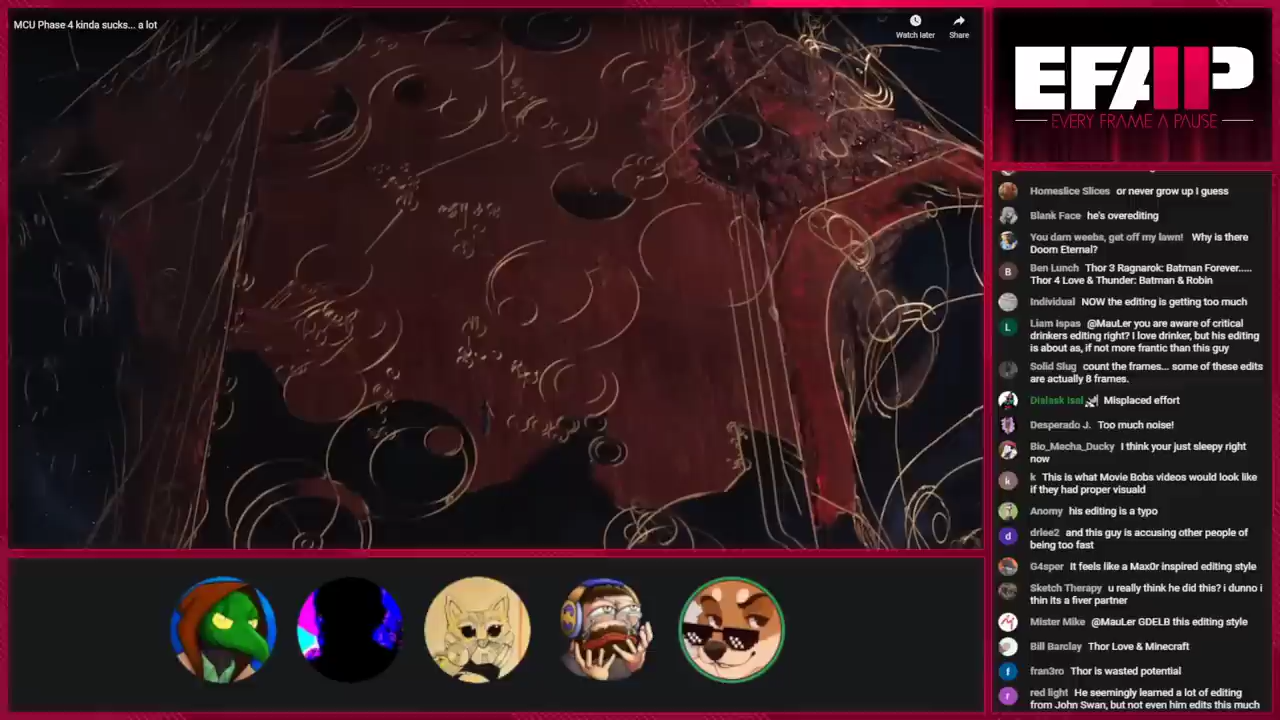 MCU Phase 4 kinda sucks... a lot
Watch later
Share
EFAP
EVERY FRAME A PAUSE
Homeslice Slices or never grow up I guess
Blank Face he's overediting
You darn weebs, get off my lawn! Why is there
Doom Eternal?
B
Ben Lunch Thor 3 Ragnarok: Batman Forever.....
Thor 4 Love & Thunder: Batman & Robin
Individual NOW the editing is getting too much
L
Liam Ispas @MauLer you are aware of critical
drinkers editing right? I love drinker, but his editing
is about as, if not more frantic than this guy
Solid Slug count the frames... some of these edits
are actually 8 frames.
Dialask Isel Misplaced effort
Desperado J. Too much noise!
Bio_Mecha_Ducky I think your just sleepy right
now
k
k This is what Movie Bobs videos would look like
if they had proper visuald
Anomy his editing is a typo
d
drlee2 and this guy is accusing other people of
being too fast
G4sper It feels like a Max0r inspired editing style
Sketch Therapy u really think he did this? i dunno i
thin its a fiver partner
Mister Mike @MauLer GDELB this editing style
Bill Barclay Thor Love & Minecraft
f
fran3ro Thor is wasted potential
r
red light He seemingly learned a lot of editing
from John Swan, but not even him edits this much